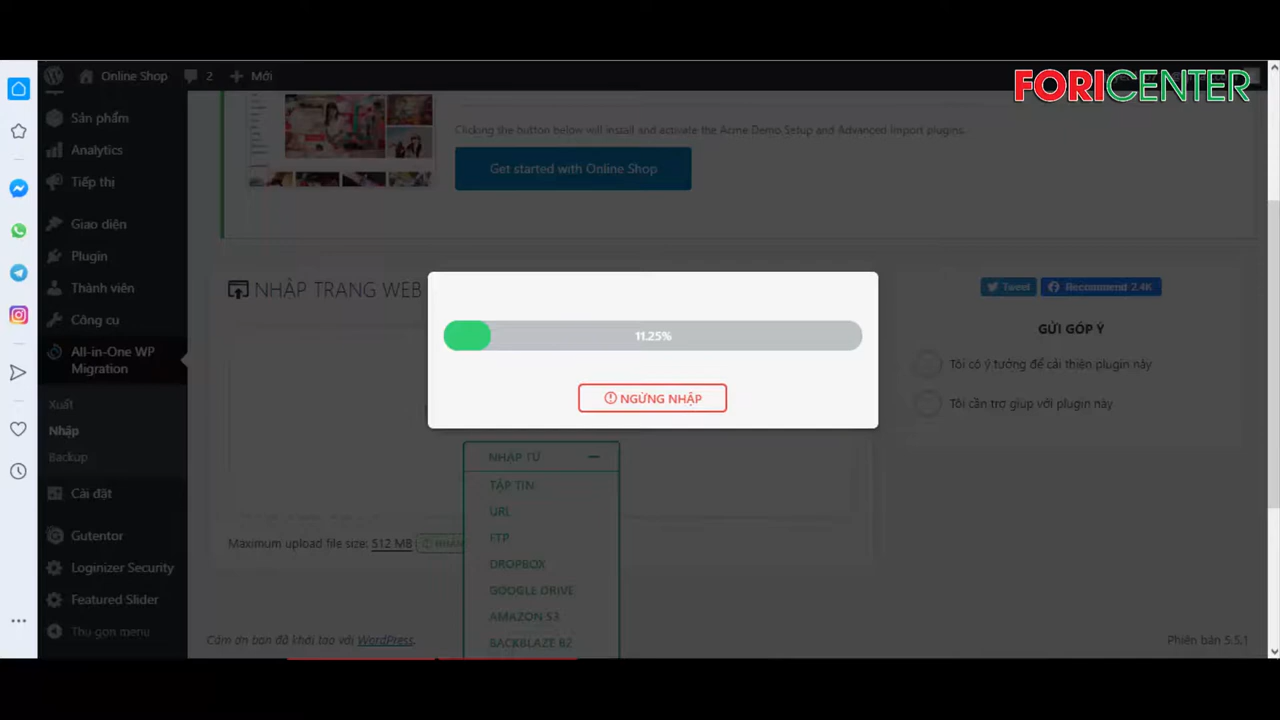 FORICENTER
Online Shop
2
Mới
Sản phẩm
Analytics
Tiếp thị
Giao diện
Plugin
Thành viên
Công cụ
All-in-One WP
Migration
Xuất
Nhập
Backup
Cài đặt
Gutentor
Loginizer Security
Featured Slider
Thu gọn menu
Clicking the button below will install and activate the Acme Demo Setup and Advanced Import plugins.
Get started with Online Shop
NHẬP TRANG WEB
11.25%
NGỪNG NHẬP
NHẬP TỪ
TẬP TIN
URL
FTP
DROPBOX
GOOGLE DRIVE
AMAZON S3
BACKBLAZE B2
Maximum upload file size: 512 MB
Tweet
Recommend 2.4K
GỬI GÓP Ý
Tôi có ý tưởng để cải thiện plugin này
Tôi cần trợ giúp với plugin này
Cảm ơn bạn đã khởi tạo với WordPress.
Phiên bản 5.5.1